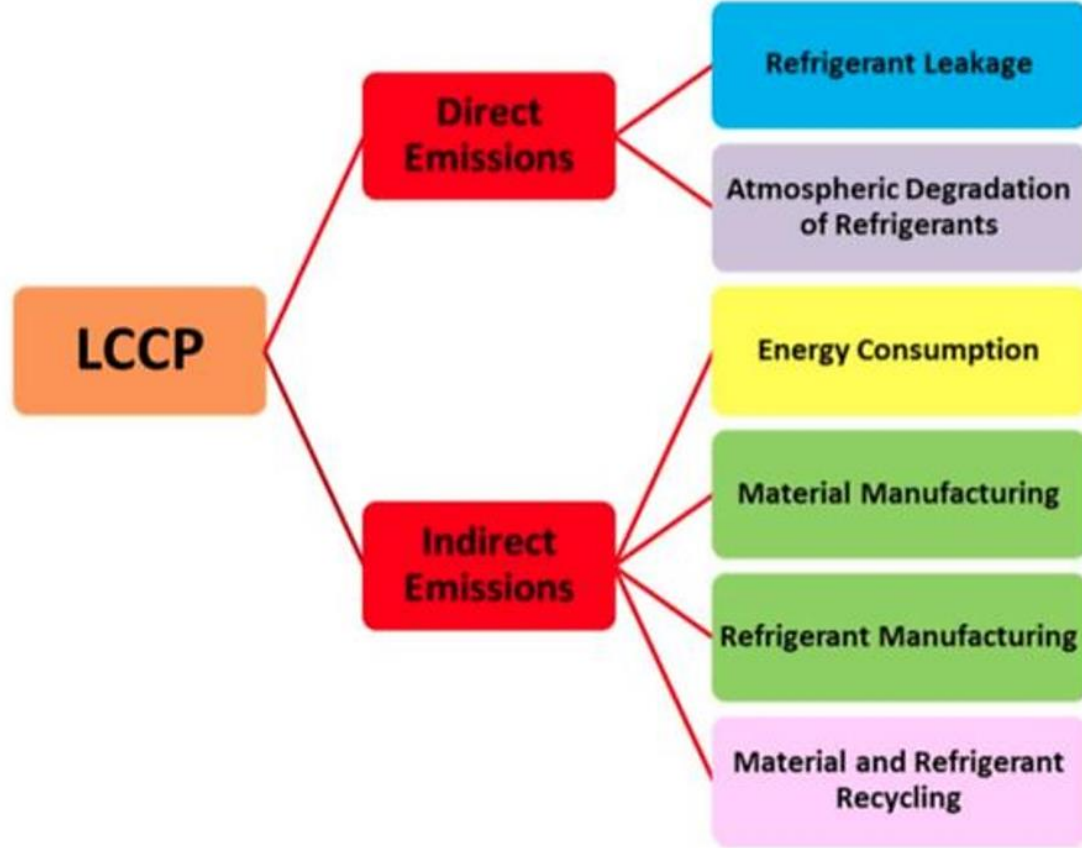 LCCP
Direct
Emissions
Refrigerant Leakage
Atmospheric Degradation
of Refrigerants
Indirect
Emissions
Energy Consumption
Material Manufacturing
Refrigerant Manufacturing
Material and Refrigerant
Recycling